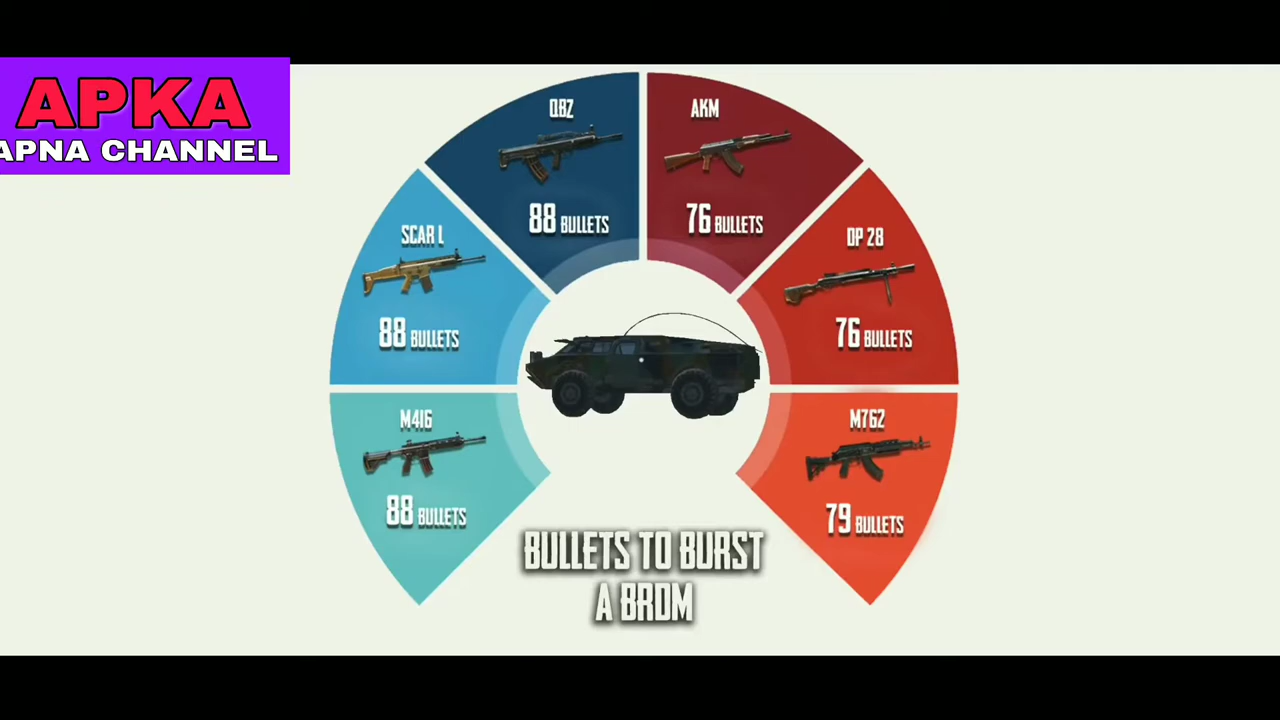 APKA
APNA CHANNEL
QBZ
88 BULLETS
AKM
76 BULLETS
SCAR L
88 BULLETS
DP 28
76 BULLETS
M416
88 BULLETS
M762
79 BULLETS
BULLETS TO BURST
A BRDM